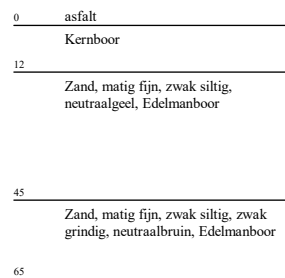 0 asfalt
Kernboor
12
Zand, matig fijn, zwak siltig,
neutraalgeel, Edelmanboor
45
Zand, matig fijn, zwak siltig, zwak
grindig, neutraalbruin, Edelmanboor
65